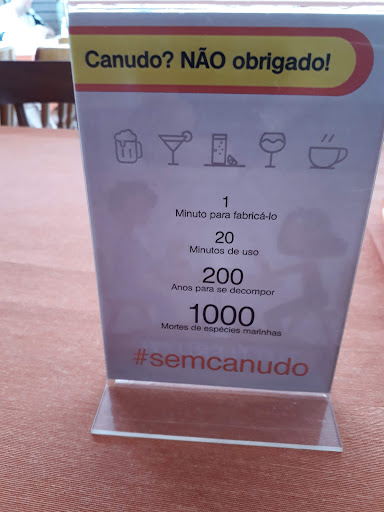 Canudo? NÃO obrigado!
1
Minuto para fabricá-lo
20
Minutos de uso
200
Anos para se decompor
1000
Mortes de espécies marinhas
#semcanudo